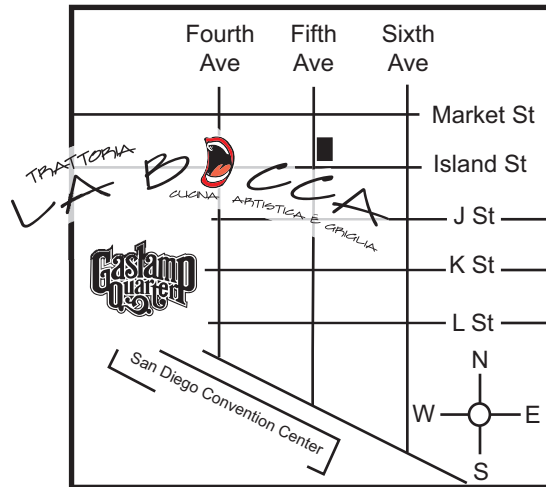 Fourth Ave
Fifth Ave
Sixth Ave
Market St
TRATTORIA
Island St
LA BOCCA
CUCINA ARTISTICA E GRIGLIA
J St
Gaslamp Quarter
K St
L St
San Diego Convention Center
N
W E
S